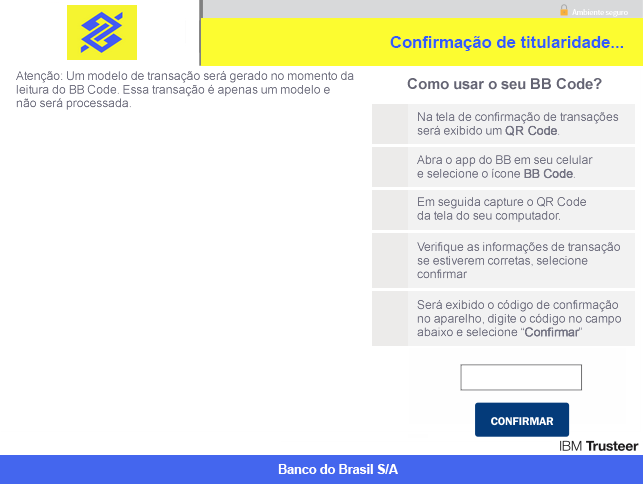 Ambiente seguro
Confirmação de titularidade...
Atenção: Um modelo de transação será gerado no momento da
leitura do BB Code. Essa transação é apenas um modelo e
não será processada.
Como usar o seu BB Code?
Na tela de confirmação de transações
será exibido um QR Code.
Abra o app do BB em seu celular
e selecione o ícone BB Code.
Em seguida capture o QR Code
da tela do seu computador.
Verifique as informações de transação
se estiverem corretas, selecione
confirmar
Será exibido o código de confirmação
no aparelho, digite o código no campo
abaixo e selecione “Confirmar”
CONFIRMAR
IBM Trusteer
Banco do Brasil S/A